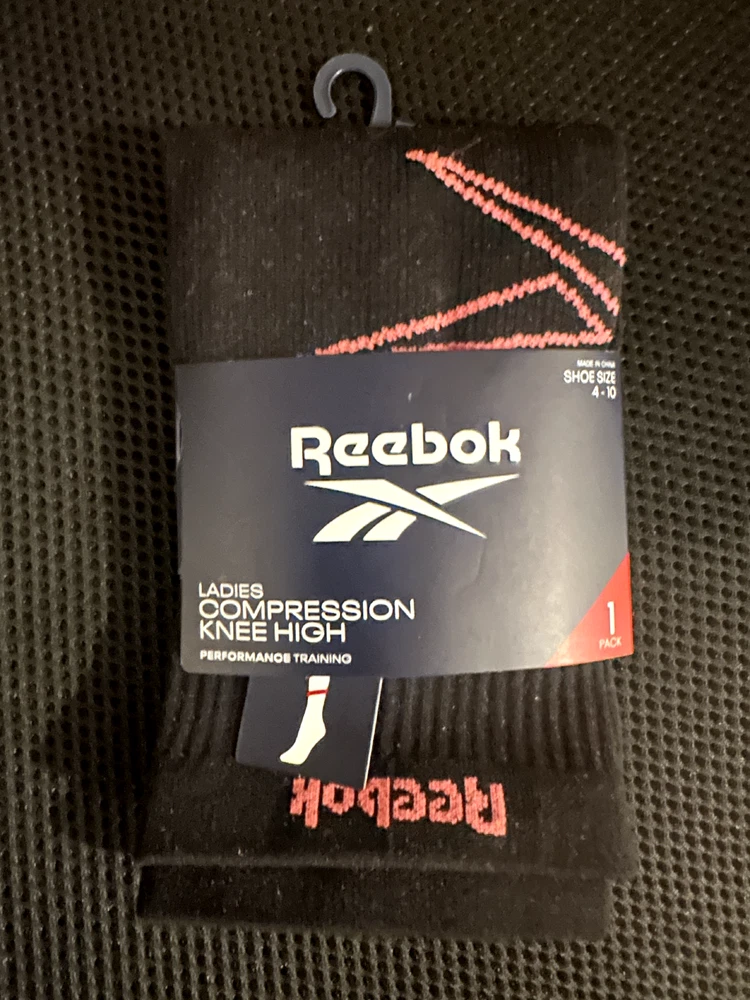 MADE IN CHINA
SHOE SIZE
4 - 10
Reebok
LADIES
COMPRESSION
KNEE HIGH
PERFORMANCE TRAINING
1
PACK
Reebok